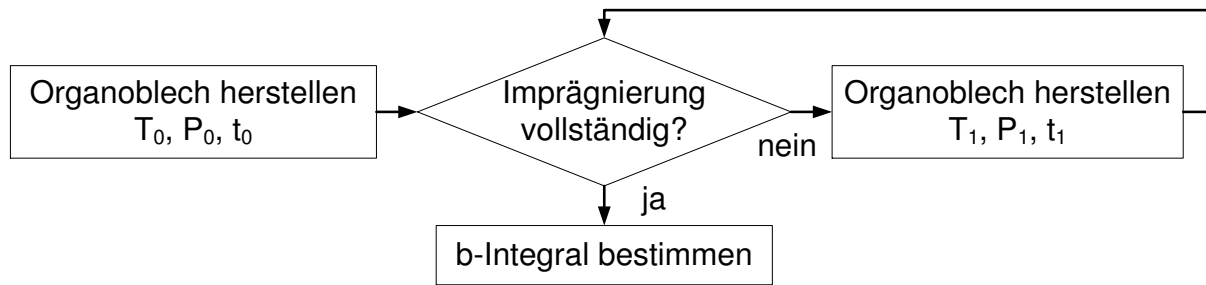 Organoblech herstellen
T₀, P₀, t₀
Imprägnierung
vollständig?
nein
Organoblech herstellen
T₁, P₁, t₁
ja
b-Integral bestimmen